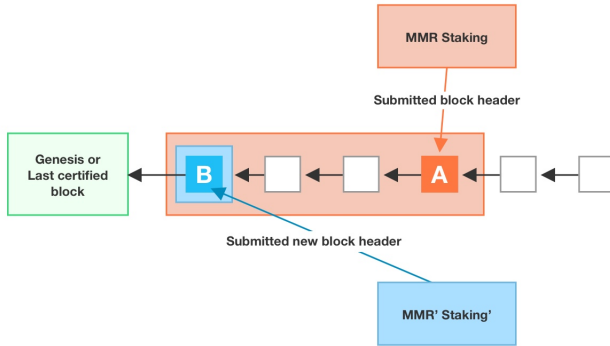 MMR Staking
Submitted block header
Genesis or
Last certified
block
B
A
Submitted new block header
MMR' Staking'